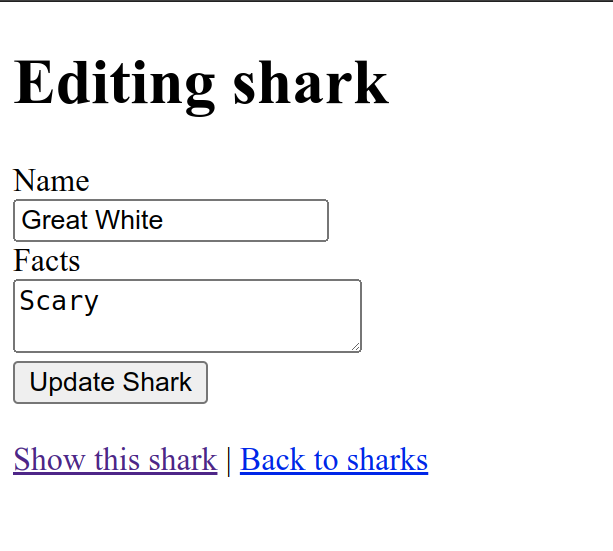 Editing shark
Name
Great White
Facts
Scary
Update Shark
Show this shark | Back to sharks